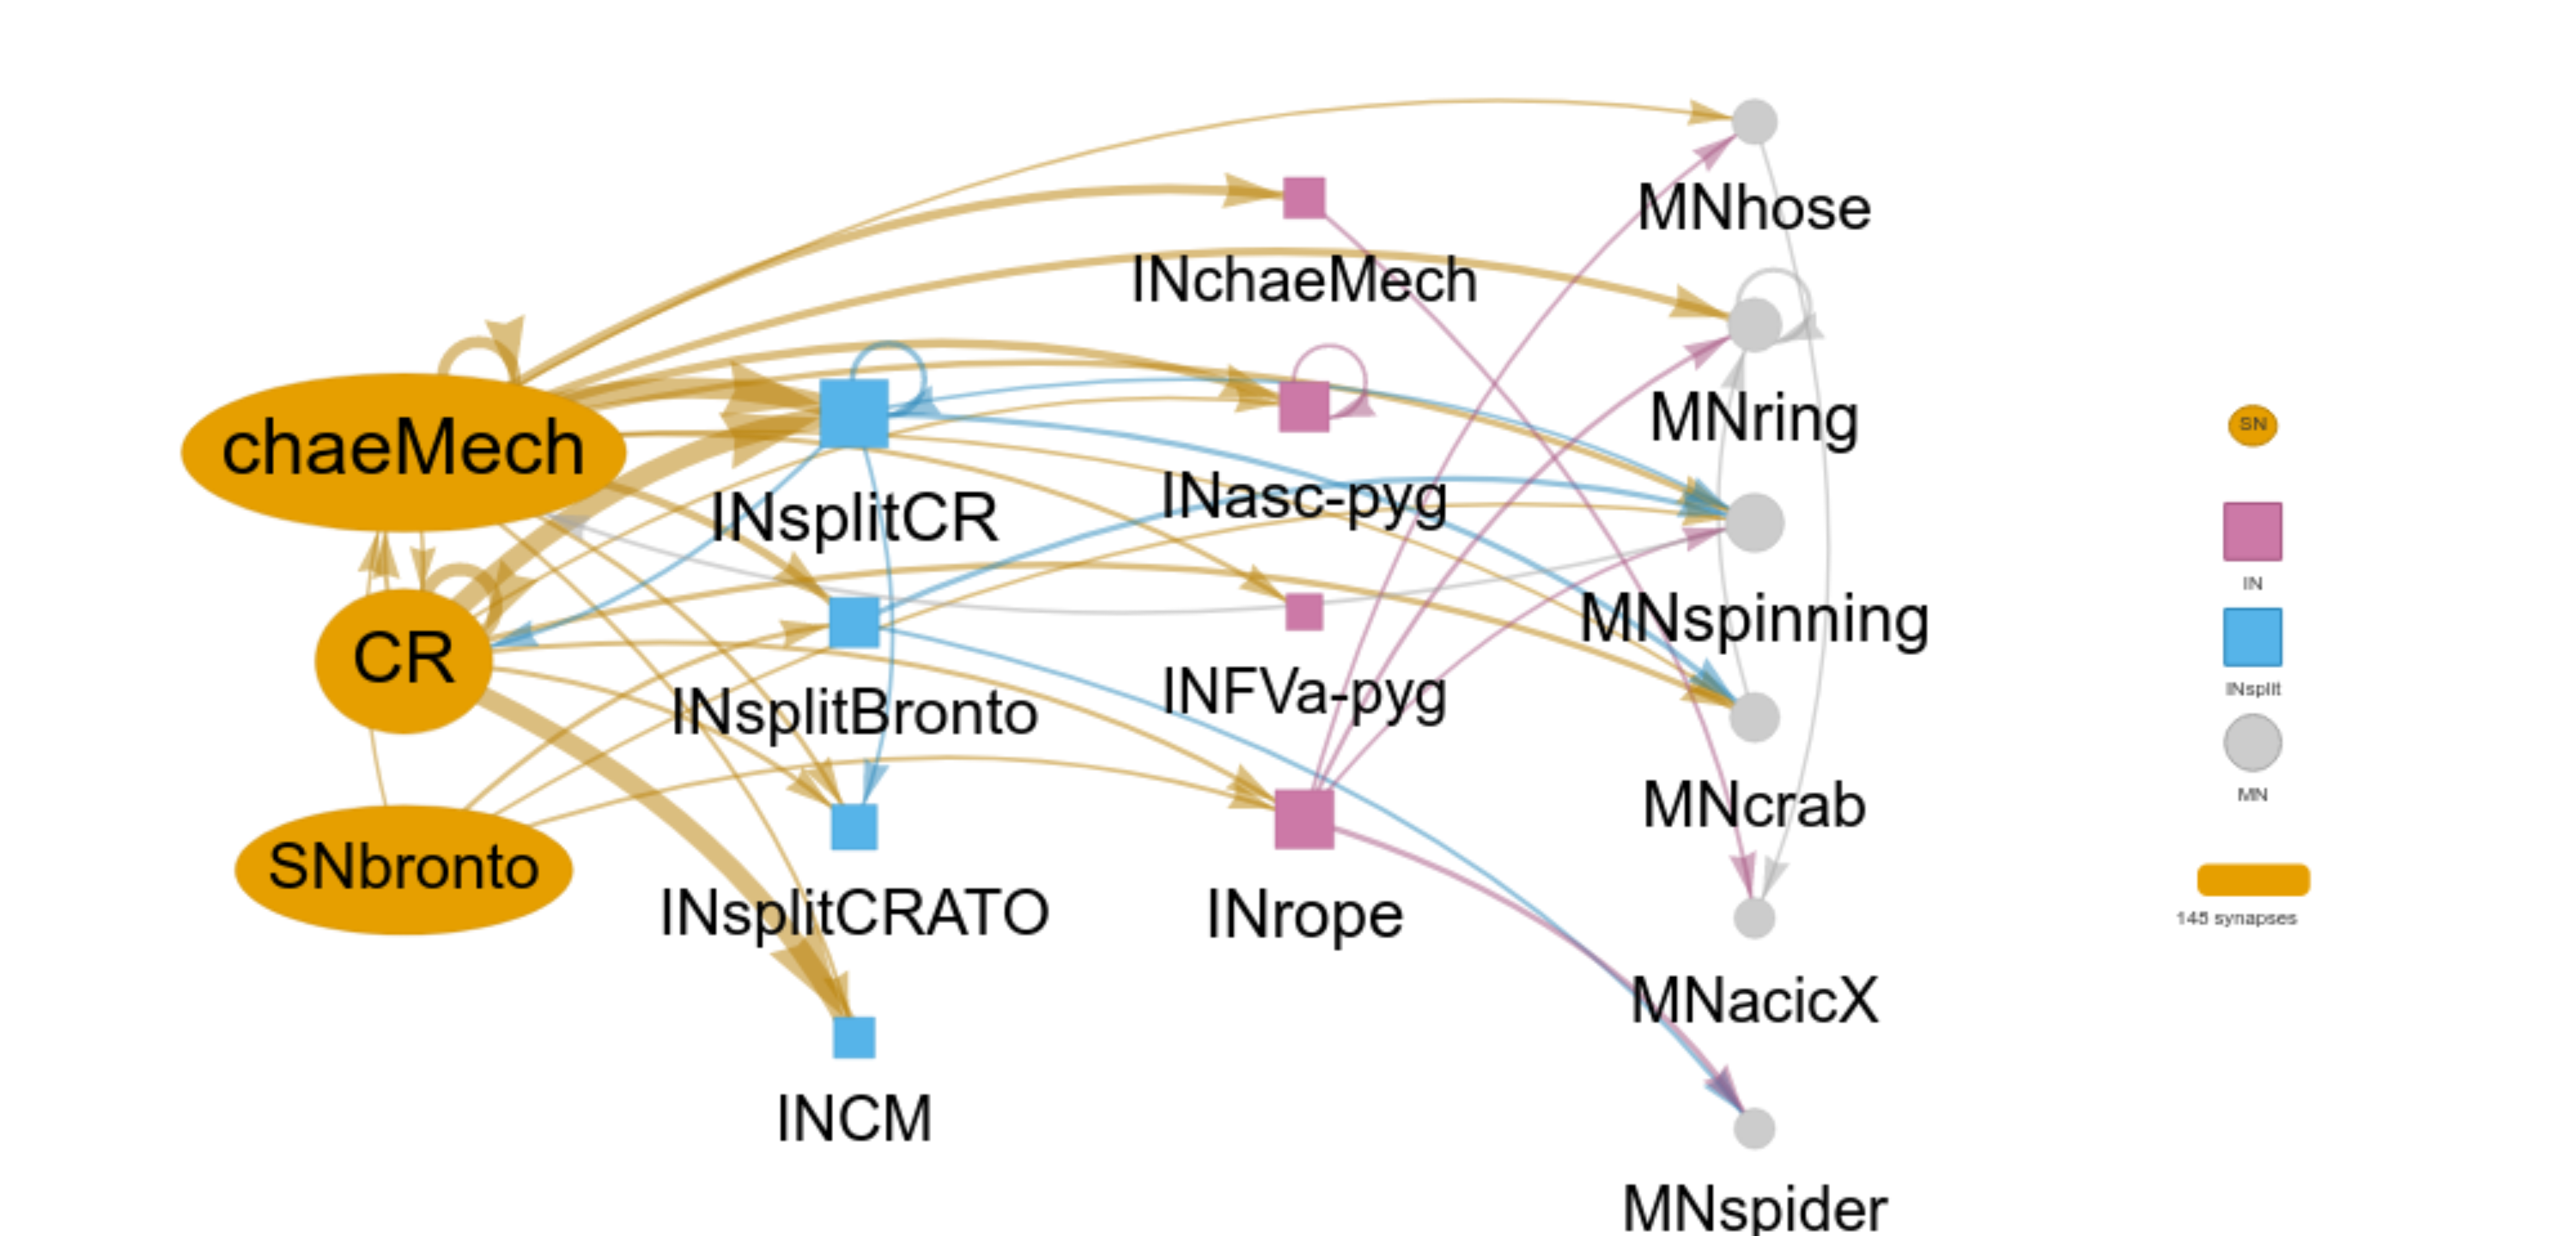 MNhose
INchaeMech
MNring
chaeMech
SN
INsplitCR
INasc-pyg
IN
MNspinning
CR
INsplitBronto
INFVa-pyg
INsplit
MNcrab
MN
SNbronto
INsplitCRATO
INrope
145 synapses
MNacicX
INCM
MNspider